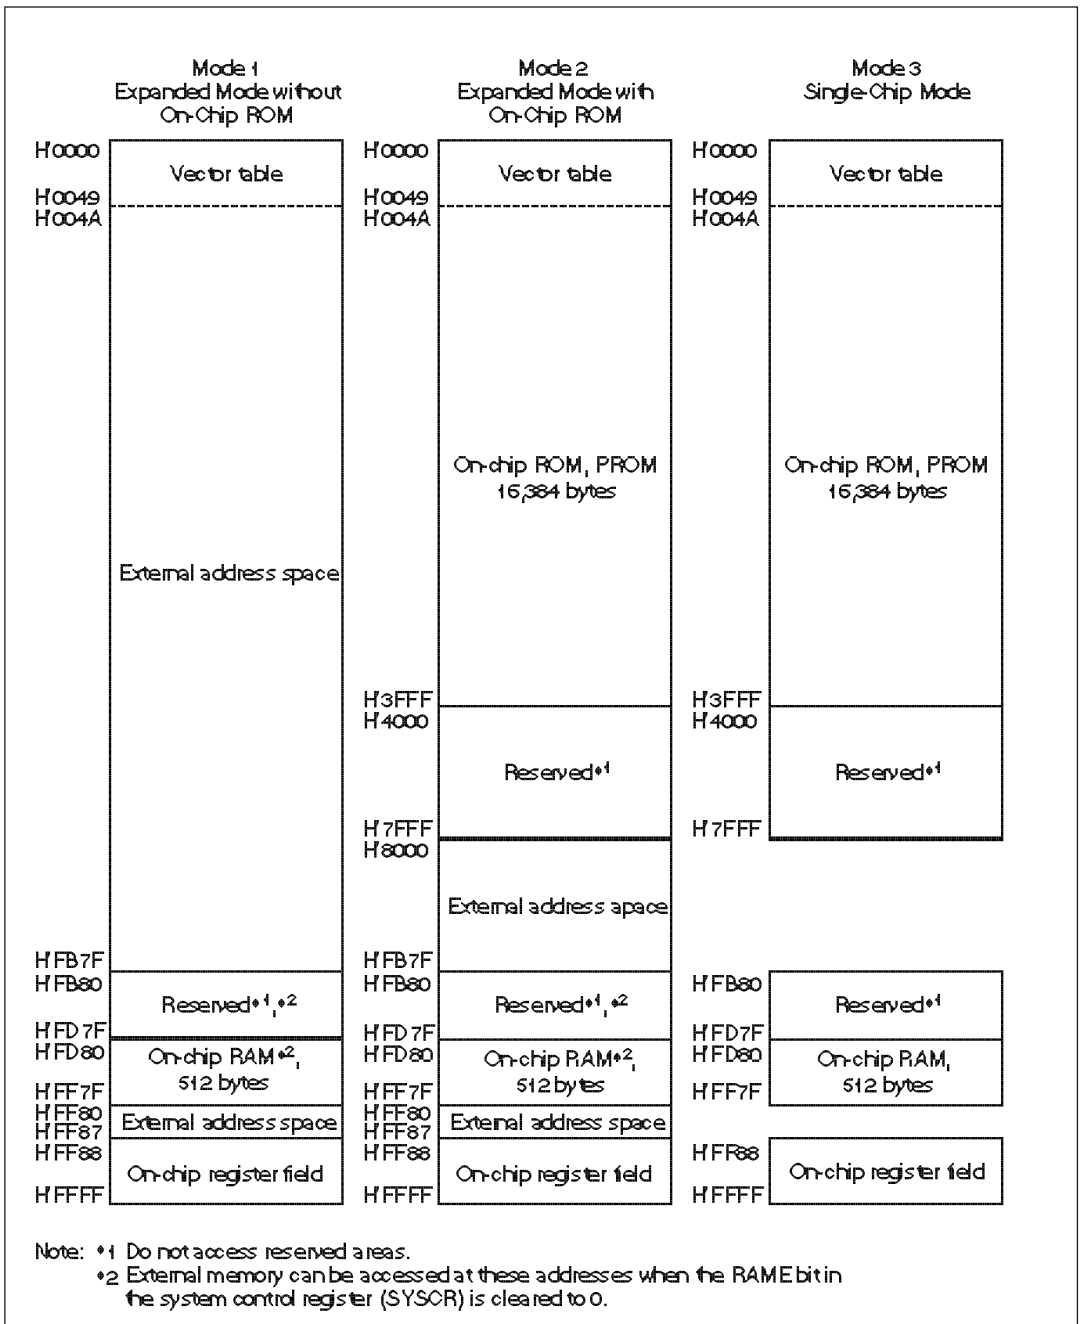 Mode 1
Expanded Mode without
On-Chip ROM
H'0000
Vector table
H'0049
H'004A
External address space
H'FB7F
H'FB80
Reserved*1,*2
H'FD7F
H'FD80
On-chip RAM*2,
512 bytes
H'FF7F
H'FF80
External address space
H'FF87
H'FF88
On-chip register field
H'FFFF
Mode 2
Expanded Mode with
On-Chip ROM
H'0000
Vector table
H'0049
H'004A
On-chip ROM, PROM
16,384 bytes
H'3FFF
H'4000
Reserved*1
H'7FFF
H'8000
External address apace
H'FB7F
H'FB80
Reserved*1,*2
H'FD7F
H'FD80
On-chip RAM*2,
512 bytes
H'FF7F
H'FF80
External address space
H'FF87
H'FF88
On-chip register field
H'FFFF
Mode 3
Single-Chip Mode
H'0000
Vector table
H'0049
H'004A
On-chip ROM, PROM
16,384 bytes
H'3FFF
H'4000
Reserved*1
H'7FFF
H'FB80
Reserved*1
H'FD7F
H'FD80
On-chip RAM,
512 bytes
H'FF7F
H'FF88
On-chip register field
H'FFFF
Note: *1 Do not access reserved areas.
*2 External memory can be accessed at these addresses when the RAME bit in
the system control register (SYSCR) is cleared to 0.